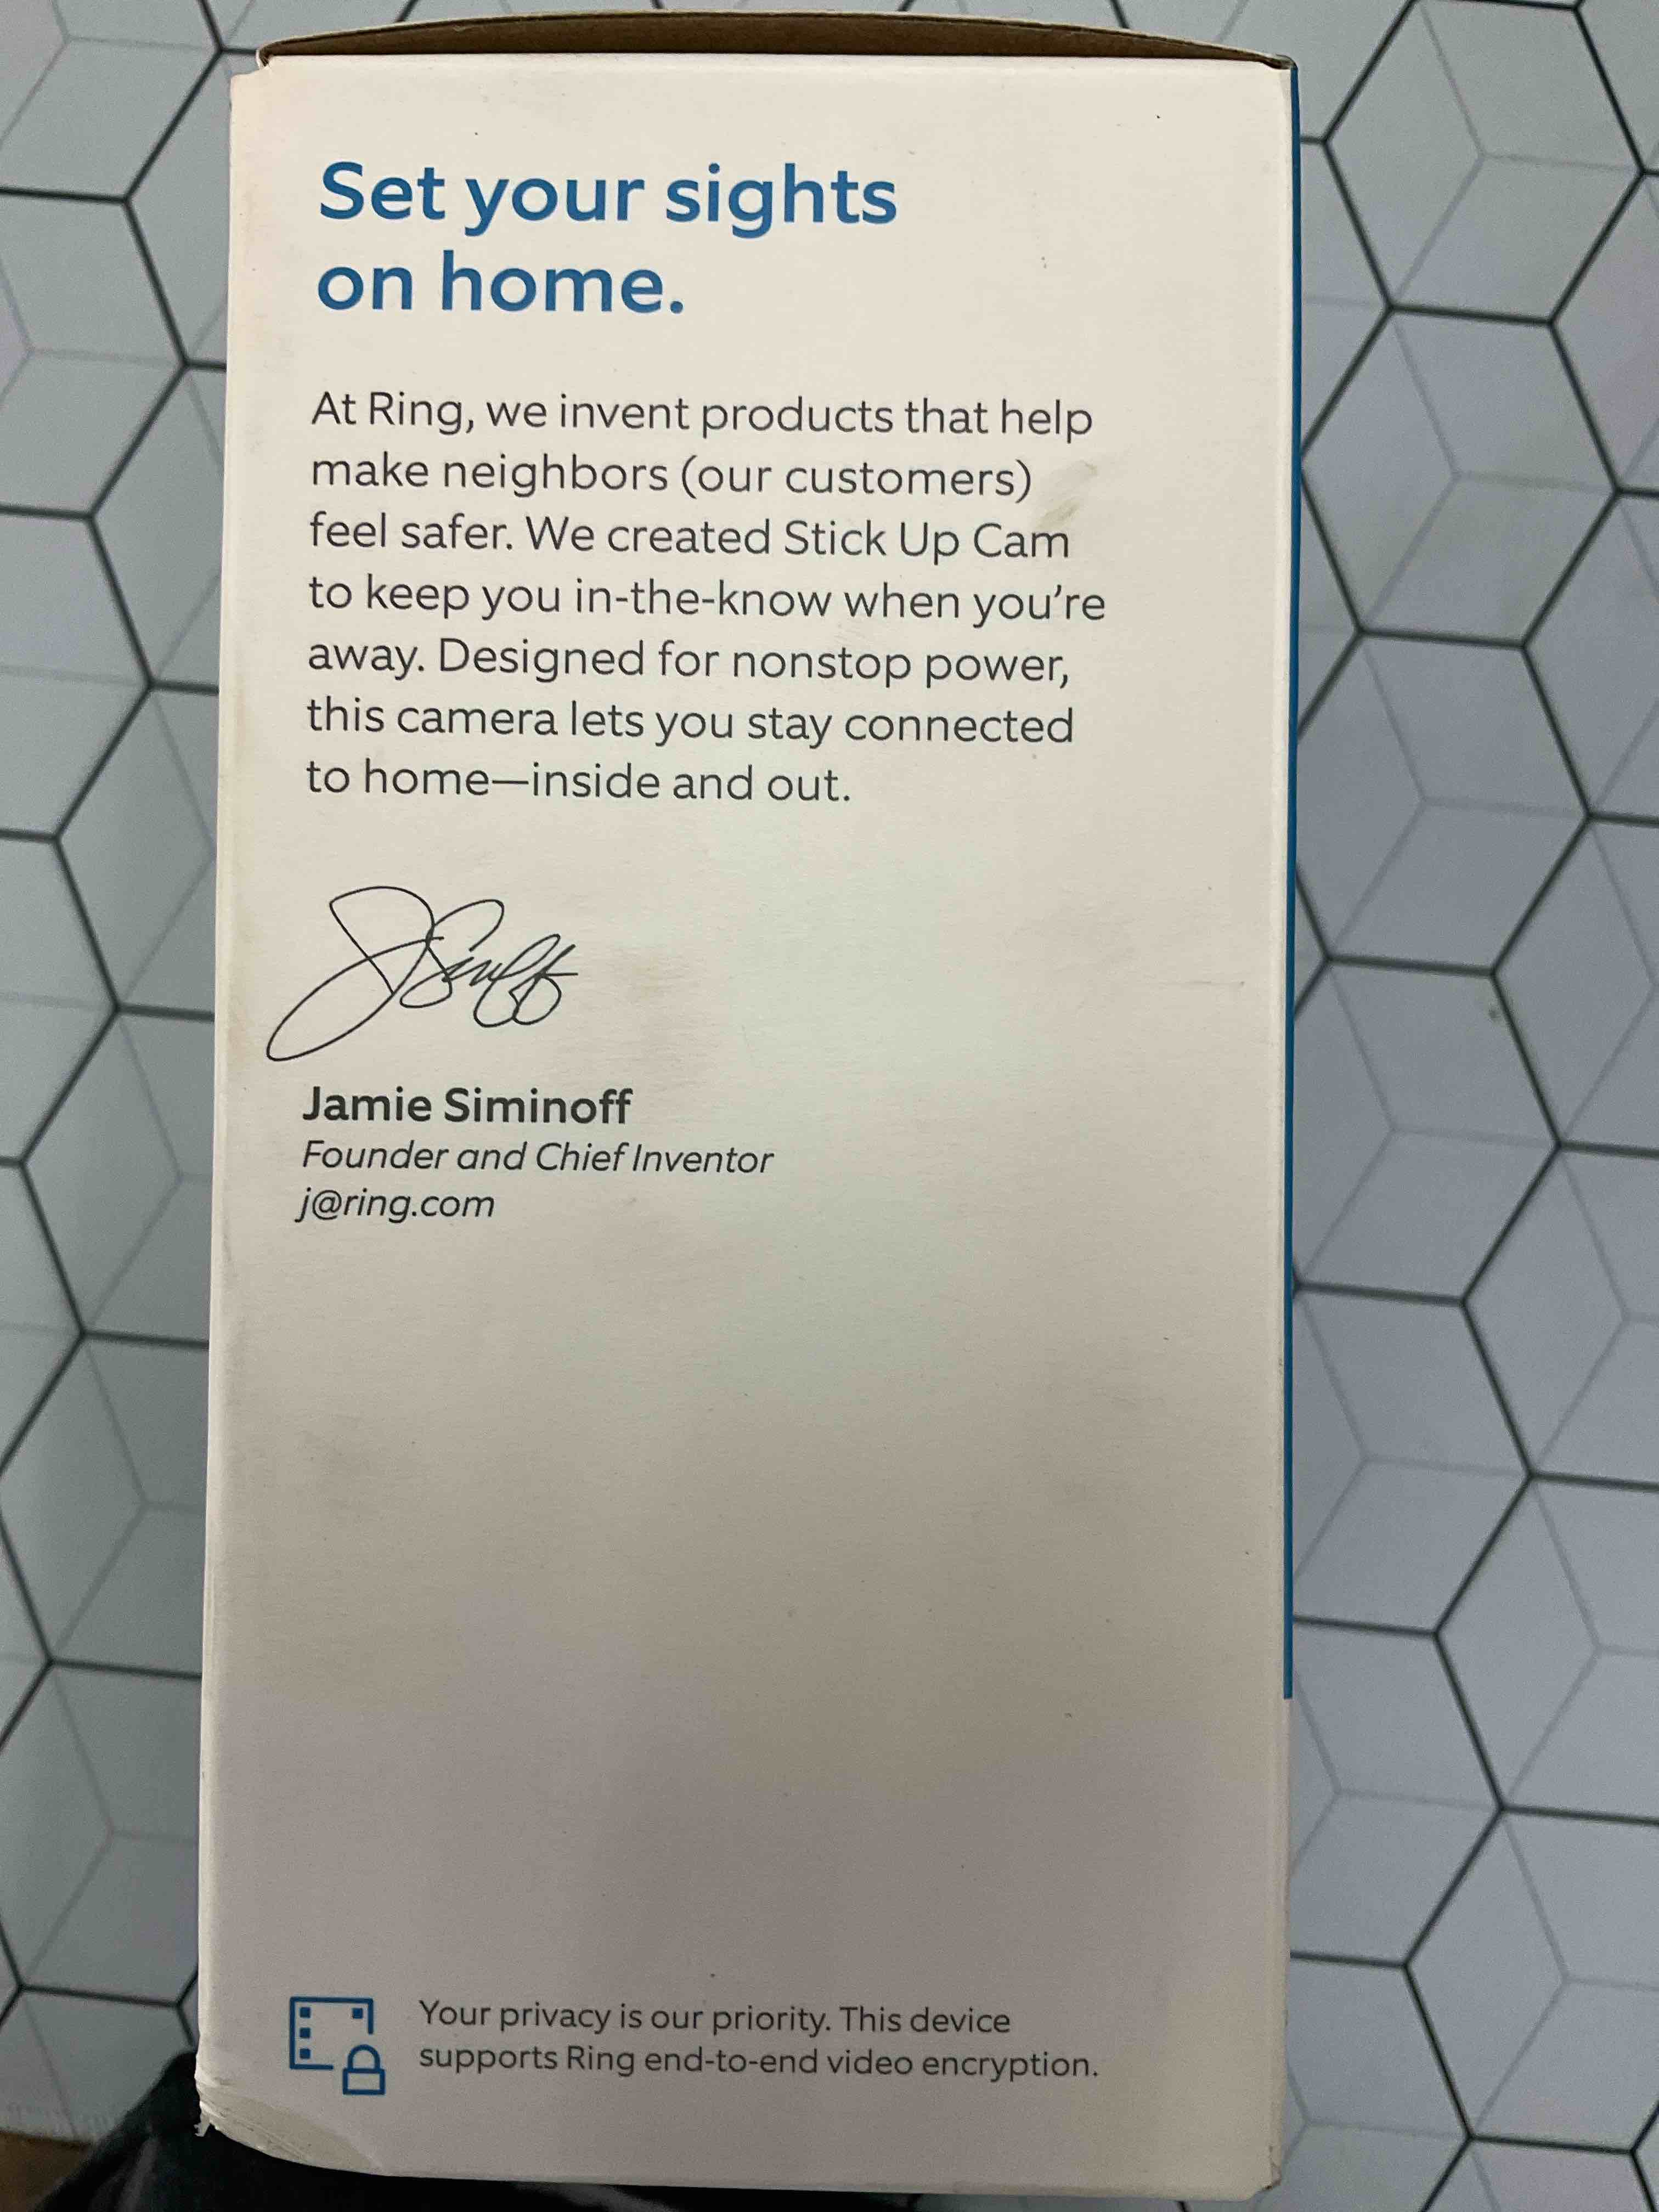 Set your sights
on home.
At Ring, we invent products that help
make neighbors (our customers)
feel safer. We created Stick Up Cam
to keep you in-the-know when you're
away. Designed for nonstop power,
this camera lets you stay connected
to home—inside and out.
Jamie Siminoff
Founder and Chief Inventor
j@ring.com
Your privacy is our priority. This device
supports Ring end-to-end video encryption.